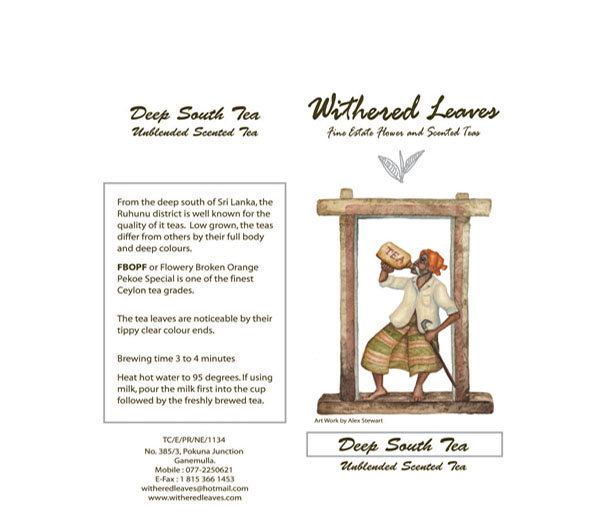 Deep South Tea
Unblended Scented Tea
From the deep south of Sri Lanka, the
Ruhunu district is well known for the
quality of it teas. Low grown, the teas
differ from others by their full body
and deep colours.
FBOPF or Flowery Broken Orange
Pekoe Special is one of the finest
Ceylon tea grades.
The tea leaves are noticeable by their
tippy clear colour ends.
Brewing time 3 to 4 minutes
Heat hot water to 95 degrees. If using
milk, pour the milk first into the cup
followed by the freshly brewed tea.
TC/E/PR/NE/1134
No. 385/3, Pokuna Junction
Ganemulla.
Mobile : 077-2250621
E-Fax : 1 815 366 1453
witheredleaves@hotmail.com
www.witheredleaves.com
Withered Leaves
Fine Estate Flower and Scented Teas
TEA
Art Work by Alex Stewart
Deep South Tea
Unblended Scented Tea